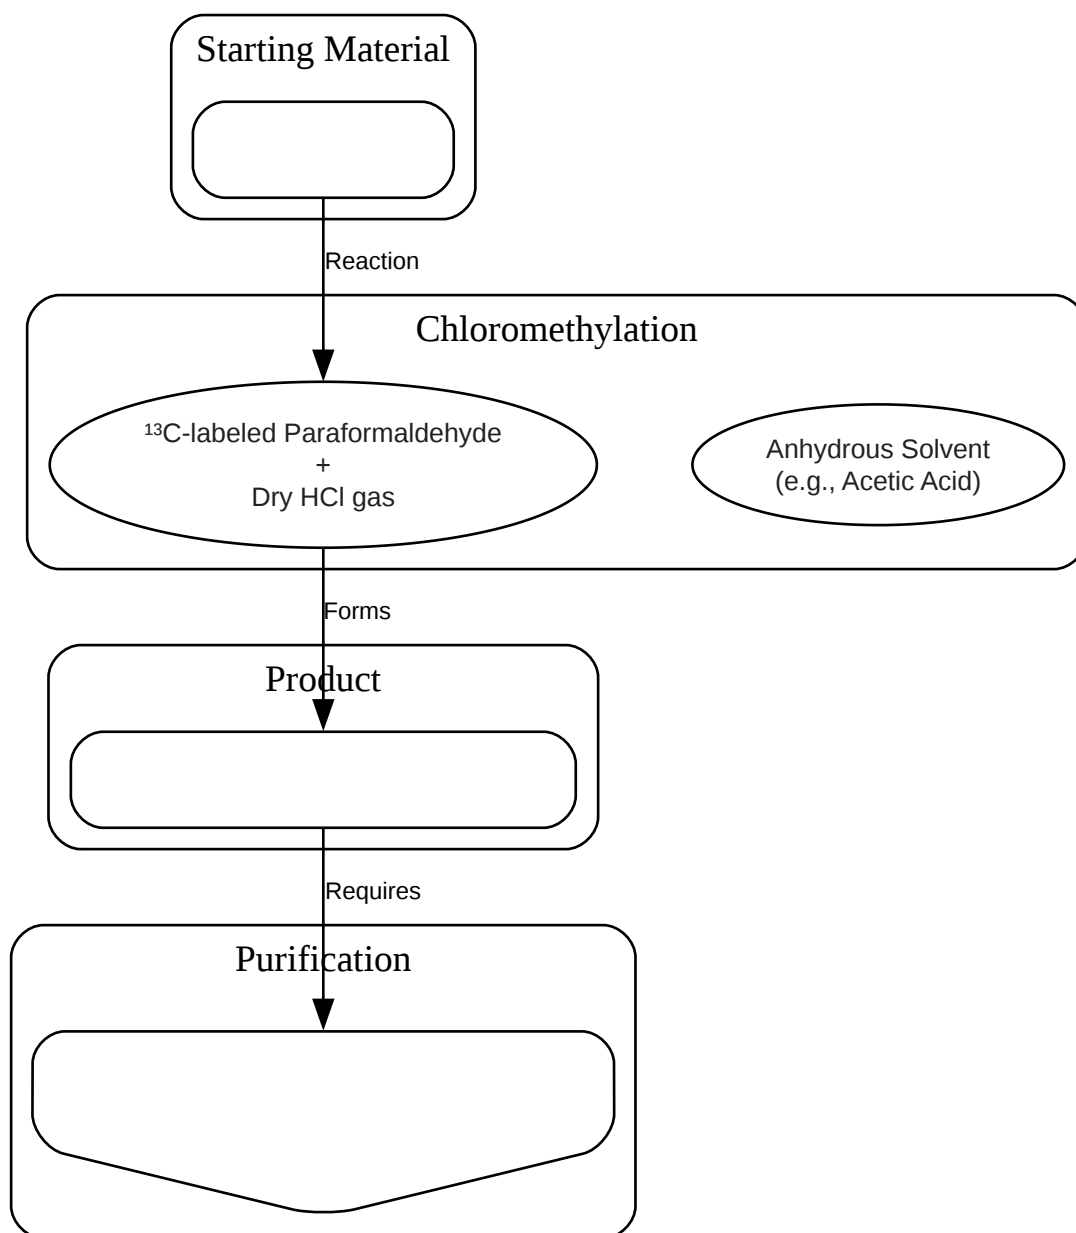 Starting Material
Reaction
Chloromethylation
¹³C-labeled Paraformaldehyde
+
Dry HCl gas
Anhydrous Solvent
(e.g., Acetic Acid)
Forms
Product
Requires
Purification